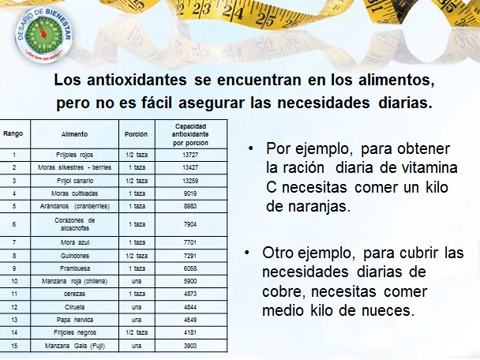 DESAFÍO DE BIENESTAR
Los antioxidantes se encuentran en los alimentos,
pero no es fácil asegurar las necesidades diarias.
Rango Alimento Porción Capacidad antioxidante por porción
1 Frijoles rojos 1/2 taza 13727
2 Moras silvestres - berries 1 taza 13427
3 Frijol canario 1/2 taza 13259
4 Moras cultivadas 1 taza 9019
5 Arándanos (cranberries) 1 taza 8983
6 Corazones de alcachofas 1 taza 7904
7 Mora azul 1 taza 7701
8 Guindones 1/2 taza 7291
9 Frambuesa 1 taza 6058
10 Manzana roja (chilena) una 5900
11 cerezas 1 taza 4873
12 Ciruela una 4844
13 Papa hervida una 4649
14 Frijoles negros 1/2 taza 4181
15 Manzana Gala (Fuji) una 3903
• Por ejemplo, para obtener
la ración diaria de vitamina
C necesitas comer un kilo
de naranjas.
• Otro ejemplo, para cubrir las
necesidades diarias de
cobre, necesitas comer
medio kilo de nueces.